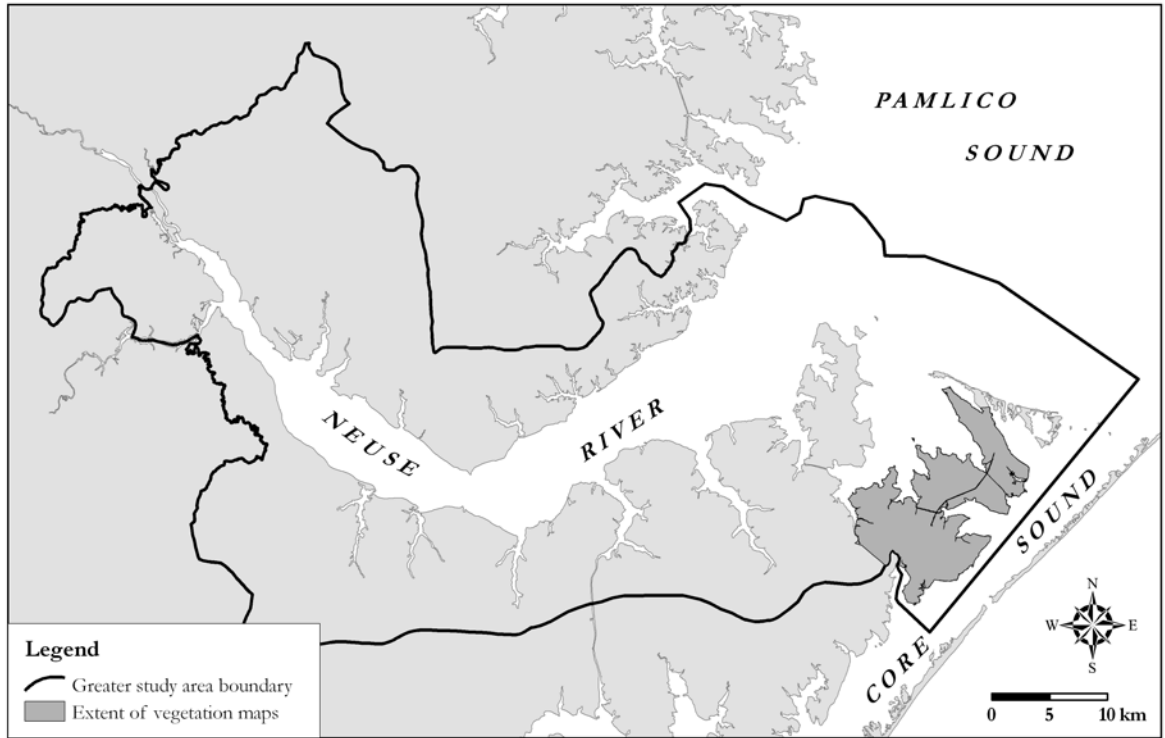 PAMLICO
SOUND
NEUSE
RIVER
SOUND
CORE
N
W E
S
Legend
Greater study area boundary
Extent of vegetation maps
0 5 10 km